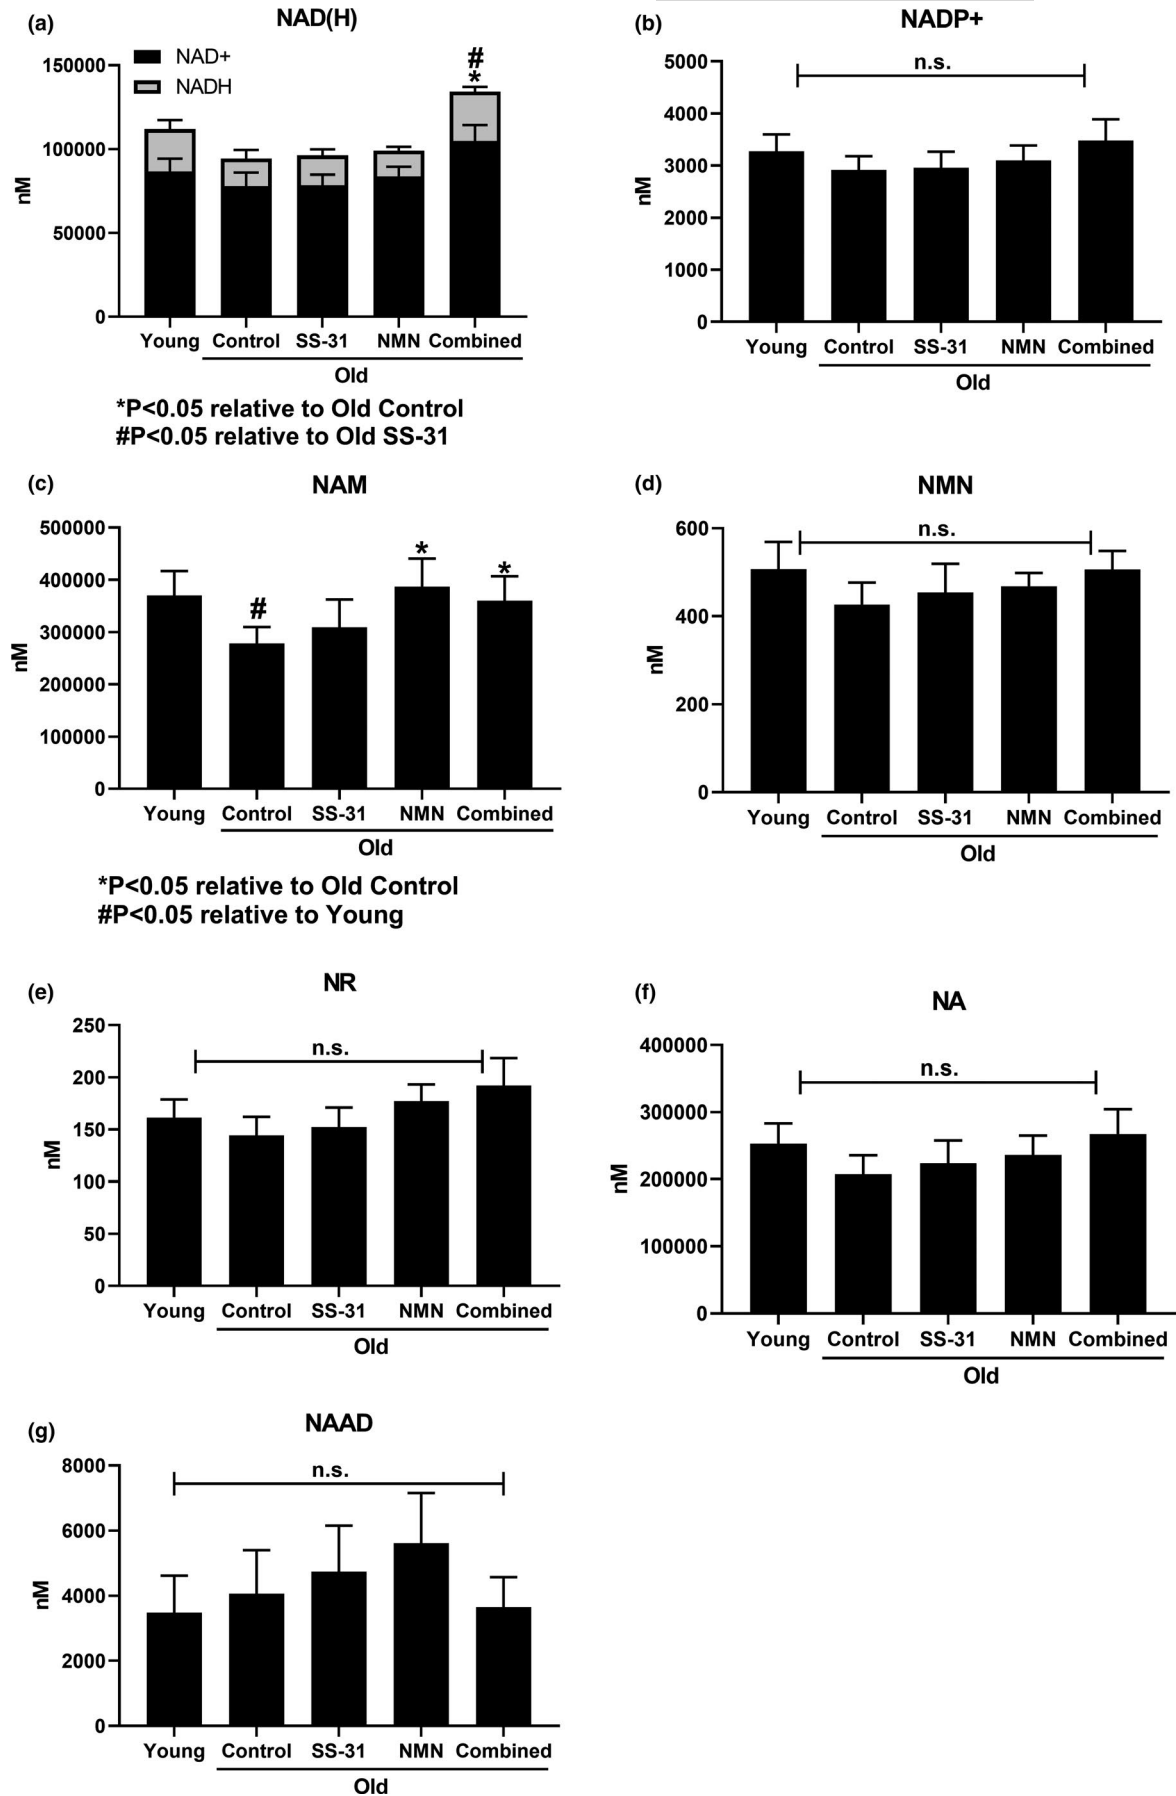 (a)
NAD(H)
NAD+
NADH
150000
100000
50000
0
nM
#
*
Young Control SS-31 NMN Combined
Old
*P<0.05 relative to Old Control
#P<0.05 relative to Old SS-31
(b)
NADP+
n.s.
5000
4000
3000
2000
1000
0
nM
Young Control SS-31 NMN Combined
Old
(c)
NAM
500000
400000
300000
200000
100000
0
nM
#
*
*
Young Control SS-31 NMN Combined
Old
*P<0.05 relative to Old Control
#P<0.05 relative to Young
(d)
NMN
n.s.
600
400
200
0
nM
Young Control SS-31 NMN Combined
Old
(e)
NR
n.s.
250
200
150
100
50
0
nM
Young Control SS-31 NMN Combined
Old
(f)
NA
n.s.
400000
300000
200000
100000
0
nM
Young Control SS-31 NMN Combined
Old
(g)
NAAD
n.s.
8000
6000
4000
2000
0
nM
Young Control SS-31 NMN Combined
Old